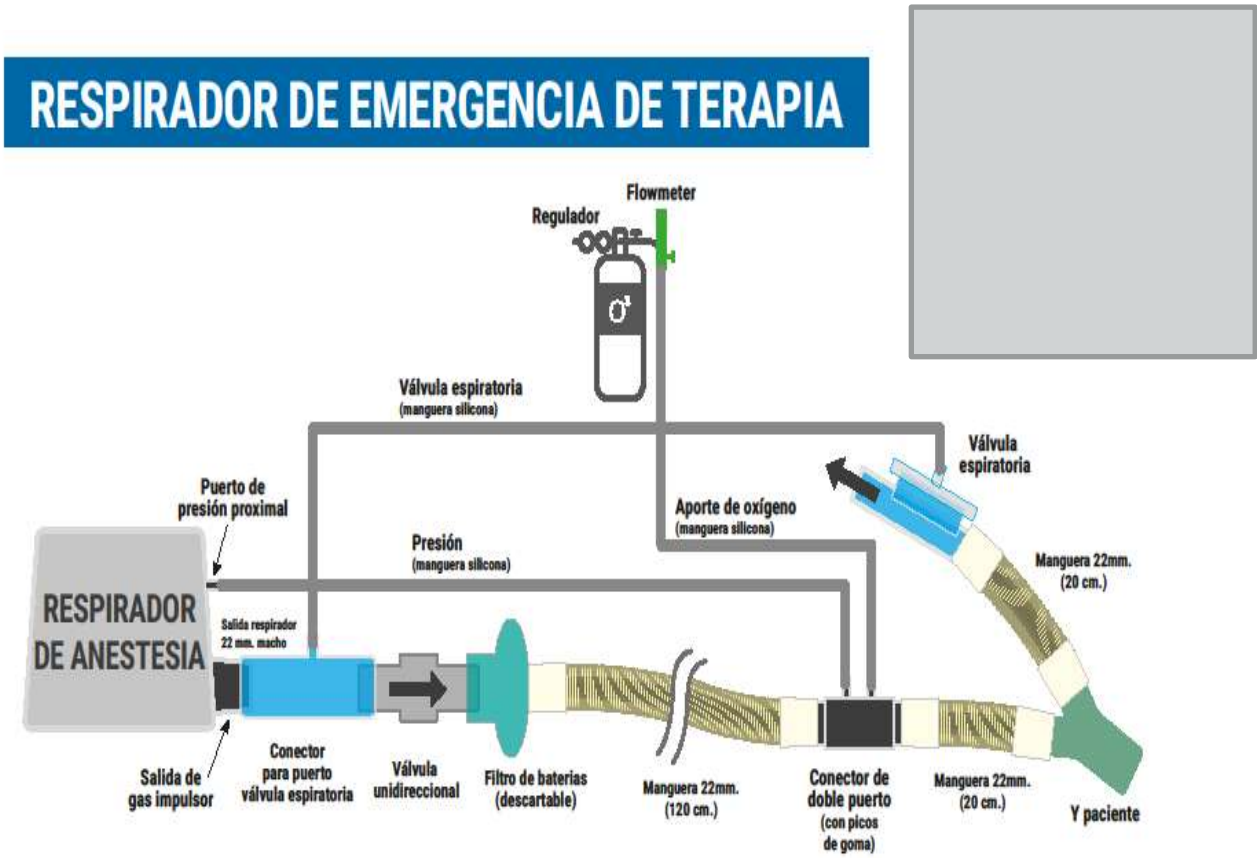 RESPIRADOR DE EMERGENCIA DE TERAPIA
Flowmeter
Regulador
O³
Válvula espiratoria
(manguera silicona)
Válvula
espiratoria
Puerto de
presión proximal
Aporte de oxígeno
(manguera silicona)
Presión
(manguera silicona)
Manguera 22mm.
(20 cm.)
RESPIRADOR
DE ANESTESIA
Salida respirador
22 mm. macho
Salida de
gas impulsor
Conector
para puerto
válvula espiratoria
Válvula
unidireccional
Filtro de baterias
(descartable)
Manguera 22mm.
(120 cm.)
Conector de
doble puerto
(con picos
de goma)
Manguera 22mm.
(20 cm.)
Y paciente